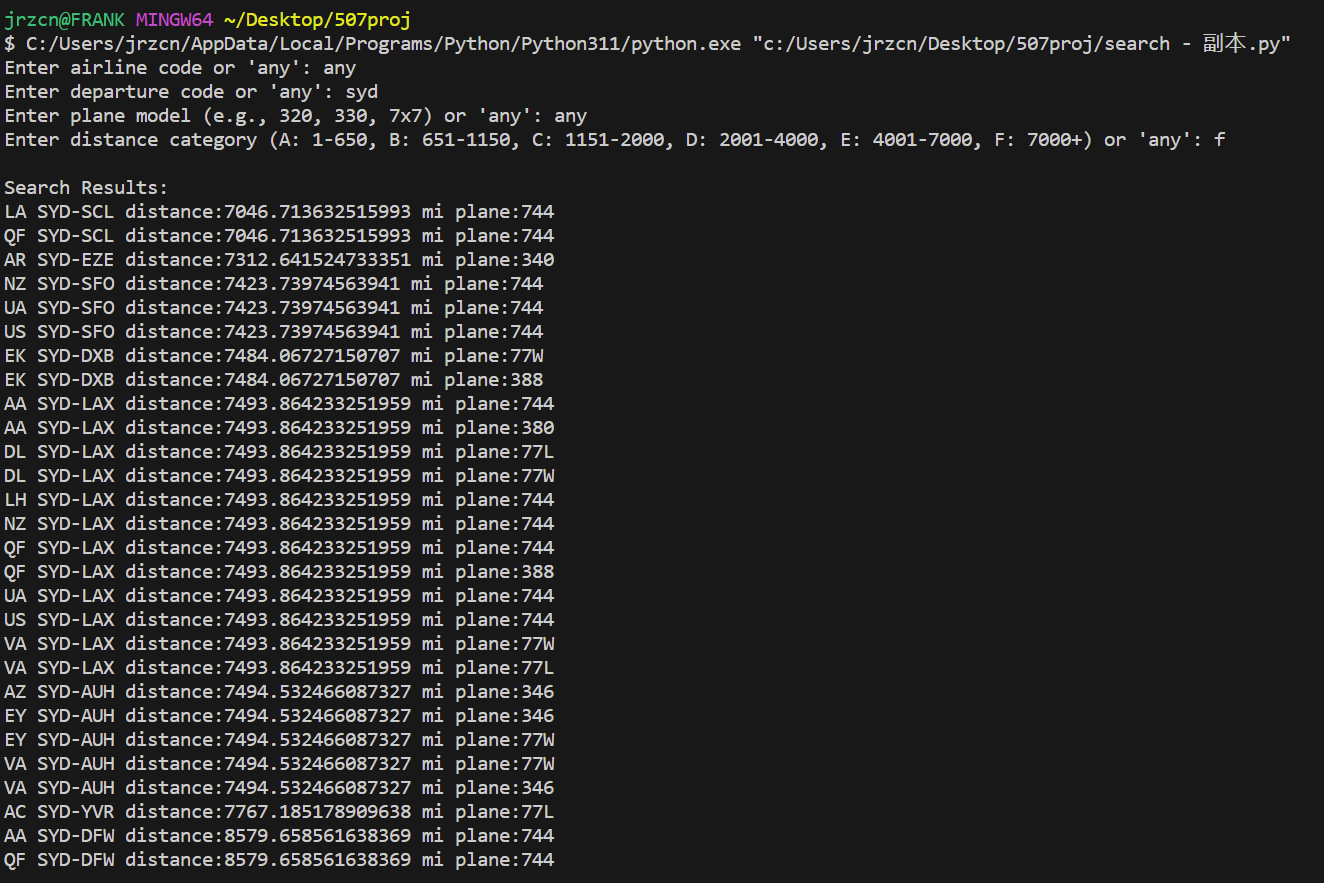 jrzcn@FRANK MINGW64 ~/Desktop/507proj
$ C:/Users/jrzcn/AppData/Local/Programs/Python/Python311/python.exe "c:/Users/jrzcn/Desktop/507proj/search - 副本.py"
Enter airline code or 'any': any
Enter departure code or 'any': syd
Enter plane model (e.g., 320, 330, 7x7) or 'any': any
Enter distance category (A: 1-650, B: 651-1150, C: 1151-2000, D: 2001-4000, E: 4001-7000, F: 7000+) or 'any': f
Search Results:
LA SYD-SCL distance:7046.713632515993 mi plane:744
QF SYD-SCL distance:7046.713632515993 mi plane:744
AR SYD-EZE distance:7312.641524733351 mi plane:340
NZ SYD-SFO distance:7423.73974563941 mi plane:744
UA SYD-SFO distance:7423.73974563941 mi plane:744
US SYD-SFO distance:7423.73974563941 mi plane:744
EK SYD-DXB distance:7484.06727150707 mi plane:77W
EK SYD-DXB distance:7484.06727150707 mi plane:388
AA SYD-LAX distance:7493.864233251959 mi plane:744
AA SYD-LAX distance:7493.864233251959 mi plane:380
DL SYD-LAX distance:7493.864233251959 mi plane:77L
DL SYD-LAX distance:7493.864233251959 mi plane:77W
LH SYD-LAX distance:7493.864233251959 mi plane:744
NZ SYD-LAX distance:7493.864233251959 mi plane:744
QF SYD-LAX distance:7493.864233251959 mi plane:744
QF SYD-LAX distance:7493.864233251959 mi plane:388
UA SYD-LAX distance:7493.864233251959 mi plane:744
US SYD-LAX distance:7493.864233251959 mi plane:744
VA SYD-LAX distance:7493.864233251959 mi plane:77W
VA SYD-LAX distance:7493.864233251959 mi plane:77L
AZ SYD-AUH distance:7494.532466087327 mi plane:346
EY SYD-AUH distance:7494.532466087327 mi plane:346
EY SYD-AUH distance:7494.532466087327 mi plane:77W
VA SYD-AUH distance:7494.532466087327 mi plane:77W
VA SYD-AUH distance:7494.532466087327 mi plane:346
AC SYD-YVR distance:7767.185178909638 mi plane:77L
AA SYD-DFW distance:8579.658561638369 mi plane:744
QF SYD-DFW distance:8579.658561638369 mi plane:744